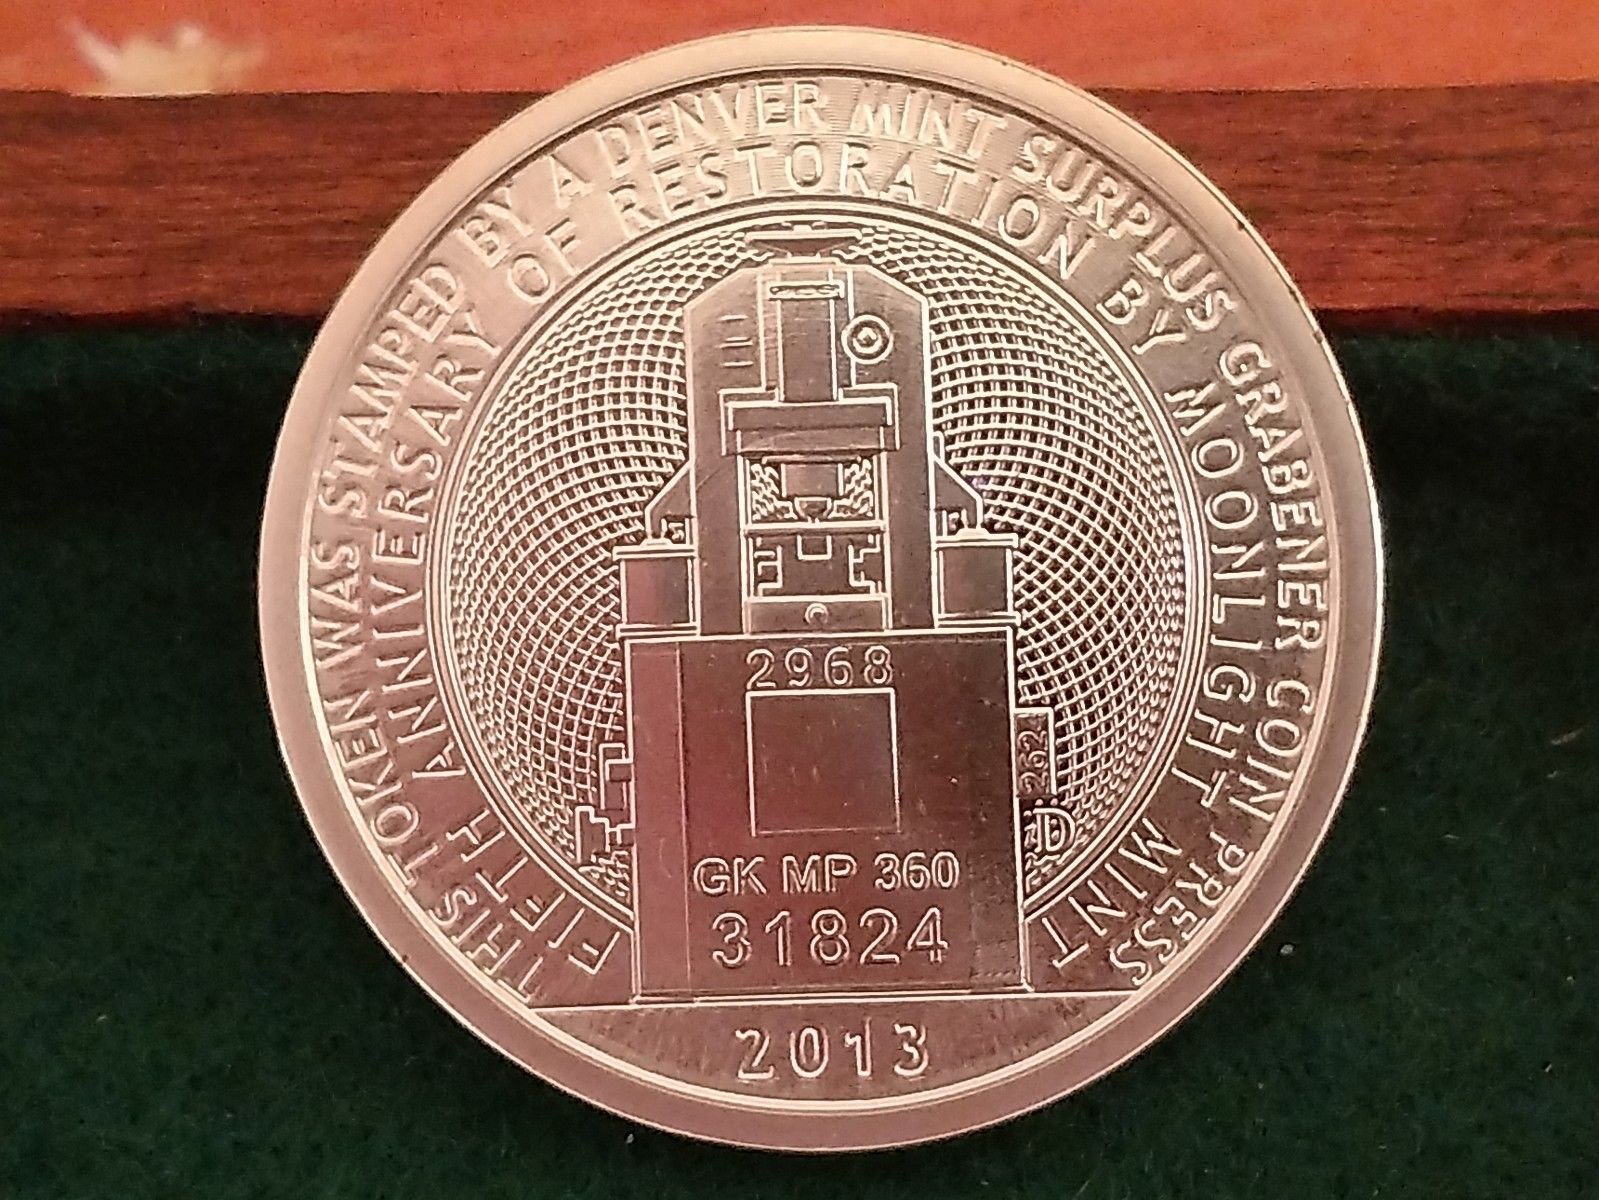 THIS TOKEN WAS STAMPED BY A DENVER MINT SURPLUS GRABENER COIN PRESS
FIFTH ANNIVERSARY OF RESTORATION BY MOONLIGHT MINT
2968
262
D
GK MP 360
31824
2013